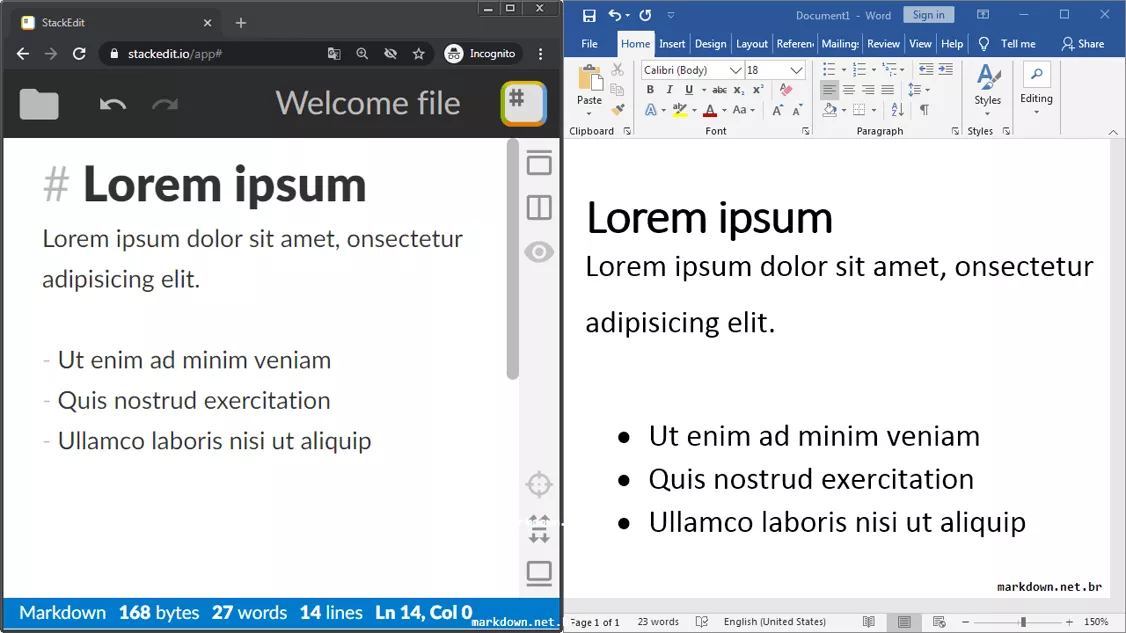 StackEdit
stackedit.io/app#
Incognito
Welcome file
# Lorem ipsum
Lorem ipsum dolor sit amet, onsectetur
adipisicing elit.
- Ut enim ad minim veniam
- Quis nostrud exercitation
- Ullamco laboris nisi ut aliquip
Markdown 168 bytes 27 words 14 lines Ln 14, Col 0
markdown.net.
Document1 - Word
Sign in
File Home Insert Design Layout Referen Mailing: Review View Help Tell me Share
Paste
Calibri (Body) 18
B I U abc x₂ x²
A aby A Aa A A
Styles
Editing
Clipboard Font Paragraph Styles
Lorem ipsum
Lorem ipsum dolor sit amet, onsectetur
adipisicing elit.
• Ut enim ad minim veniam
• Quis nostrud exercitation
• Ullamco laboris nisi ut aliquip
markdown.net.br
Page 1 of 1 23 words English (United States) 150%